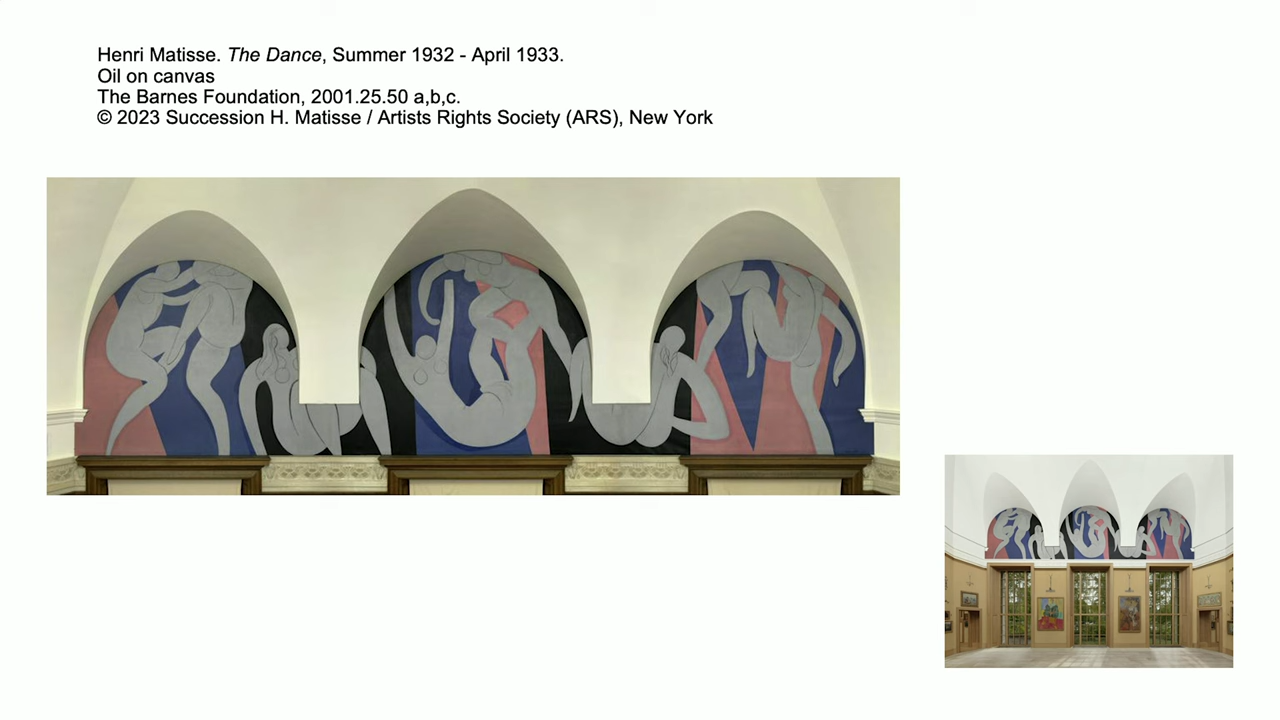 Henri Matisse. The Dance, Summer 1932 - April 1933.
Oil on canvas
The Barnes Foundation, 2001.25.50 a,b,c.
© 2023 Succession H. Matisse / Artists Rights Society (ARS), New York